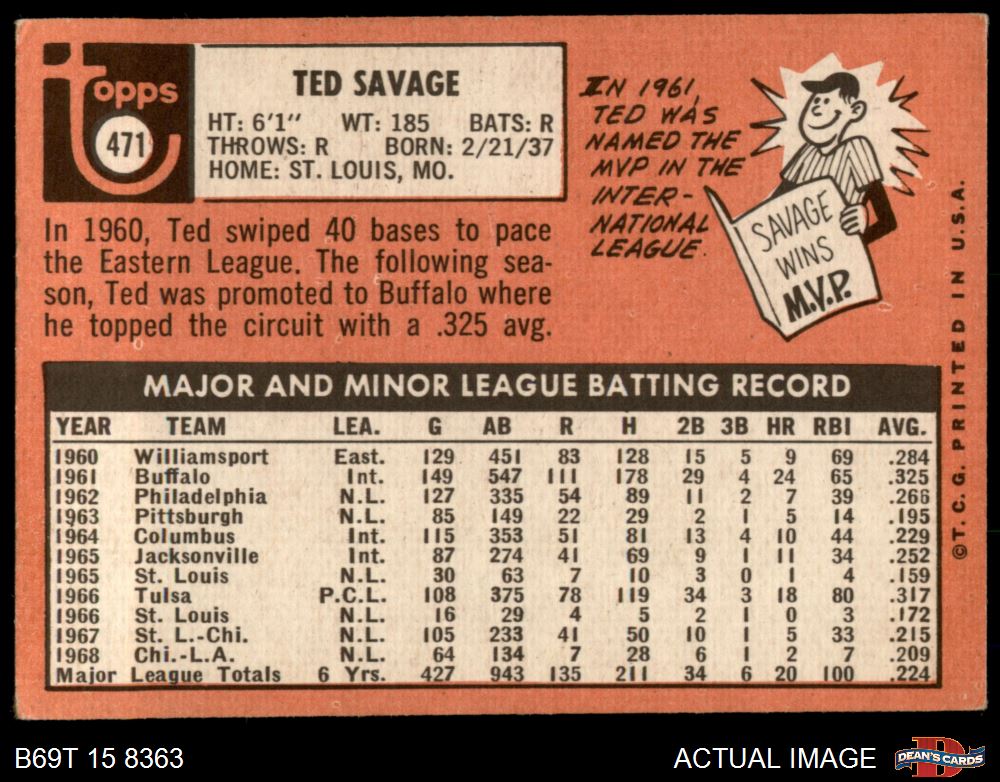 topps
471
TED SAVAGE
HT: 6'1" WT: 185 BATS: R
THROWS: R BORN: 2/21/37
HOME: ST. LOUIS, MO.
In 1960, Ted swiped 40 bases to pace
the Eastern League. The following sea-
son, Ted was promoted to Buffalo where
he topped the circuit with a .325 avg.
IN 1961
TED WAS
NAMED THE
MVP IN THE
INTER-
NATIONAL
LEAGUE.
SAVAGE
WINS
M.V.P.
MAJOR AND MINOR LEAGUE BATTING RECORD
YEAR TEAM LEA. G AB R H 2B 3B HR RBI AVG.
1960 Williamsport East. 129 451 83 128 15 5 9 69 .284
1961 Buffalo Int. 149 547 111 178 29 4 24 65 .325
1962 Philadelphia N.L. 127 335 54 89 11 2 7 39 .266
1963 Pittsburgh N.L. 85 149 22 29 2 1 5 14 .195
1964 Columbus Int. 115 353 51 81 13 4 10 44 .229
1965 Jacksonville Int. 87 274 41 69 9 1 11 34 .252
1965 St. Louis N.L. 30 63 7 10 3 0 1 4 .159
1966 Tulsa P.C.L. 108 375 78 119 34 3 18 80 .317
1966 St. Louis N.L. 16 29 4 5 2 1 0 3 .172
1967 St. L.-Chi. N.L. 105 233 41 50 10 1 5 33 .215
1968 Chi.-L.A. N.L. 64 134 7 28 6 1 2 7 .209
Major League Totals 6 Yrs. 427 943 135 211 34 6 20 100 .224
©T.C.G. PRINTED IN U.S.A.
B69T 15 8363
ACTUAL IMAGE
D
DEAN'S CARDS